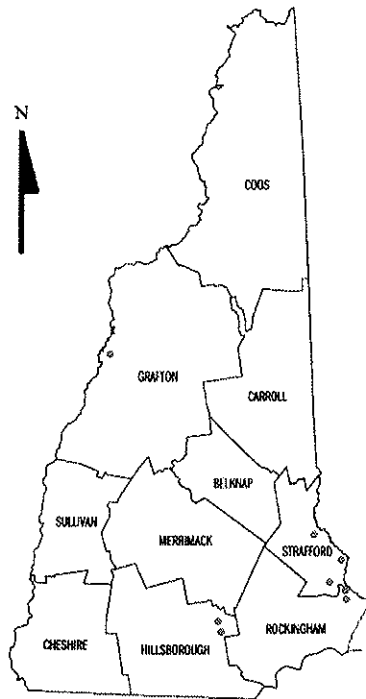 N
COOS
GRAFTON
CARROLL
BELKNAP
SULLIVAN
MERRIMACK
STRAFFORD
CHESHIRE
HILLSBOROUGH
ROCKINGHAM